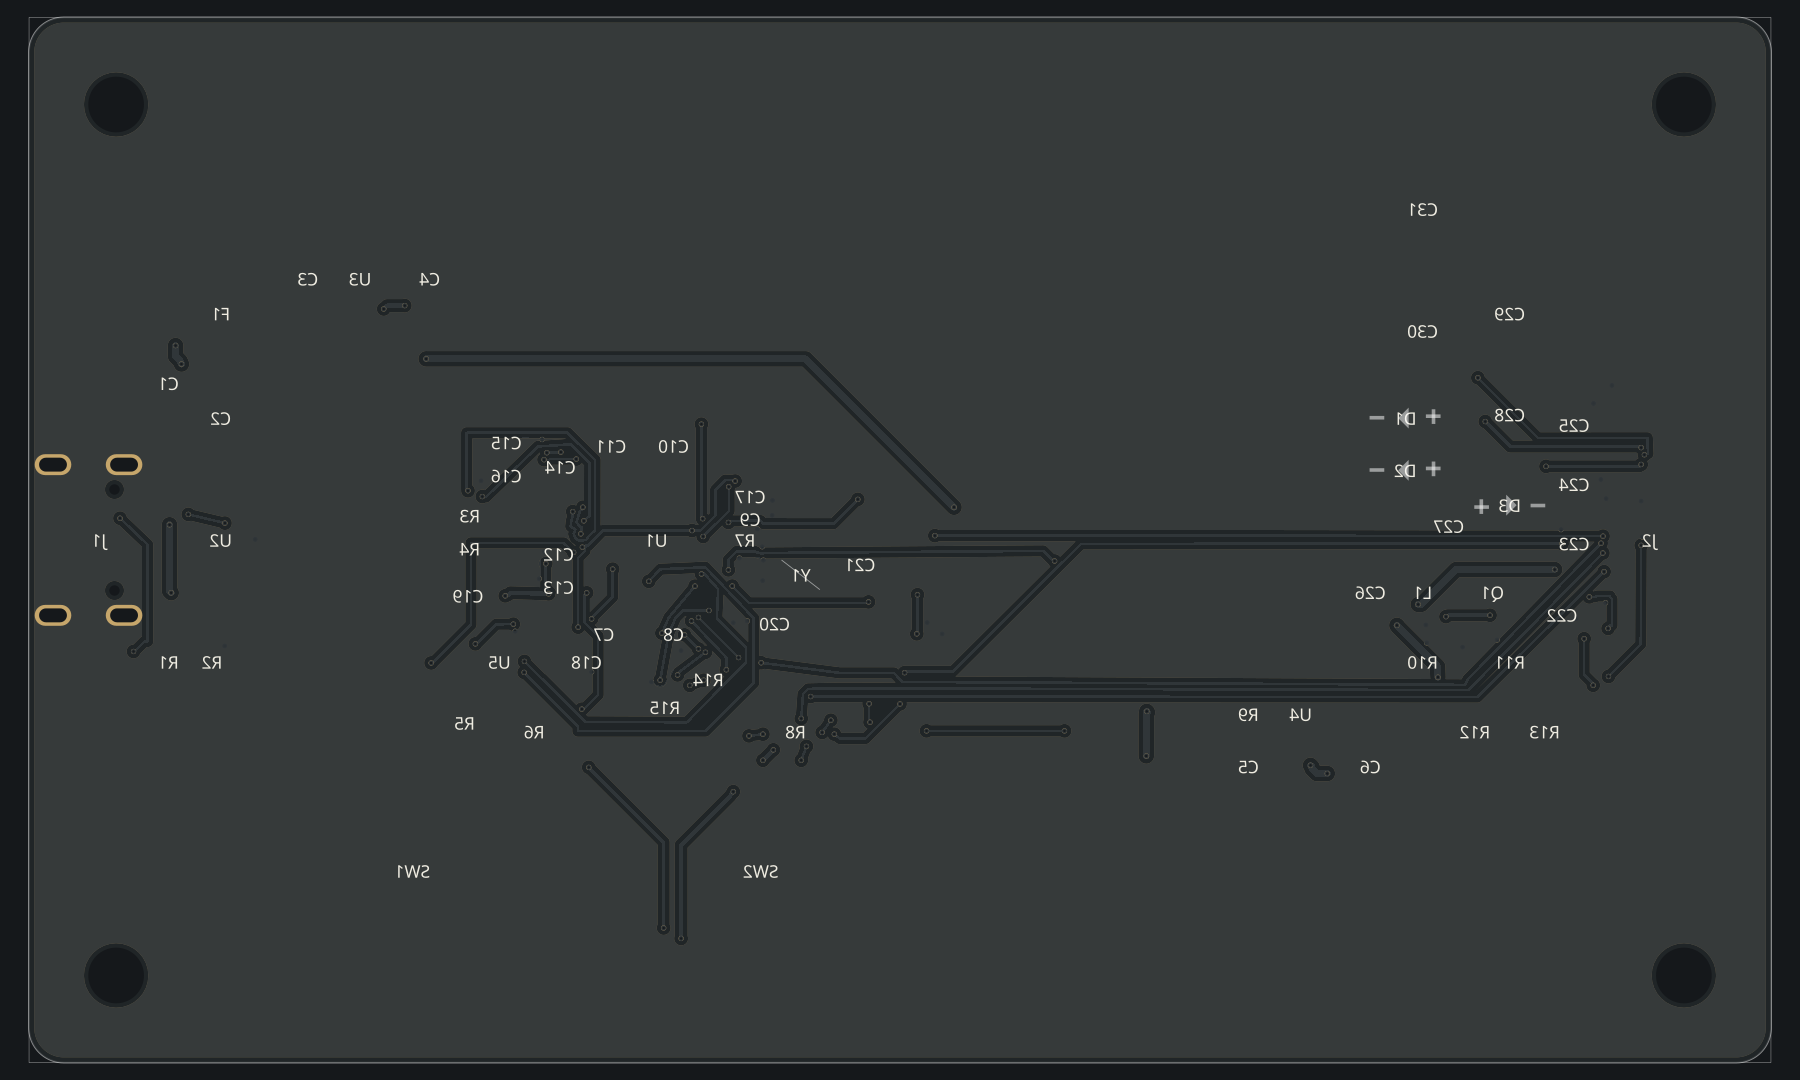 C31
C3 U3 C4
F1 C29
C30
C1
C2 D1 C28 C25
C15 C11 C10
C16 C14 D2 C24
C17 D3
R3 C9 C27
J1 U2 R4 C12 U1 R7 C21 C23 J2
C19 C13 Y1 C26 L1 Q1
C7 C8 C20 C22
R1 R2 U5 C18 R14 R10 R11
R15 R9 U4
R5 R6 R8 R12 R13
C5 C6
SW1 SW2